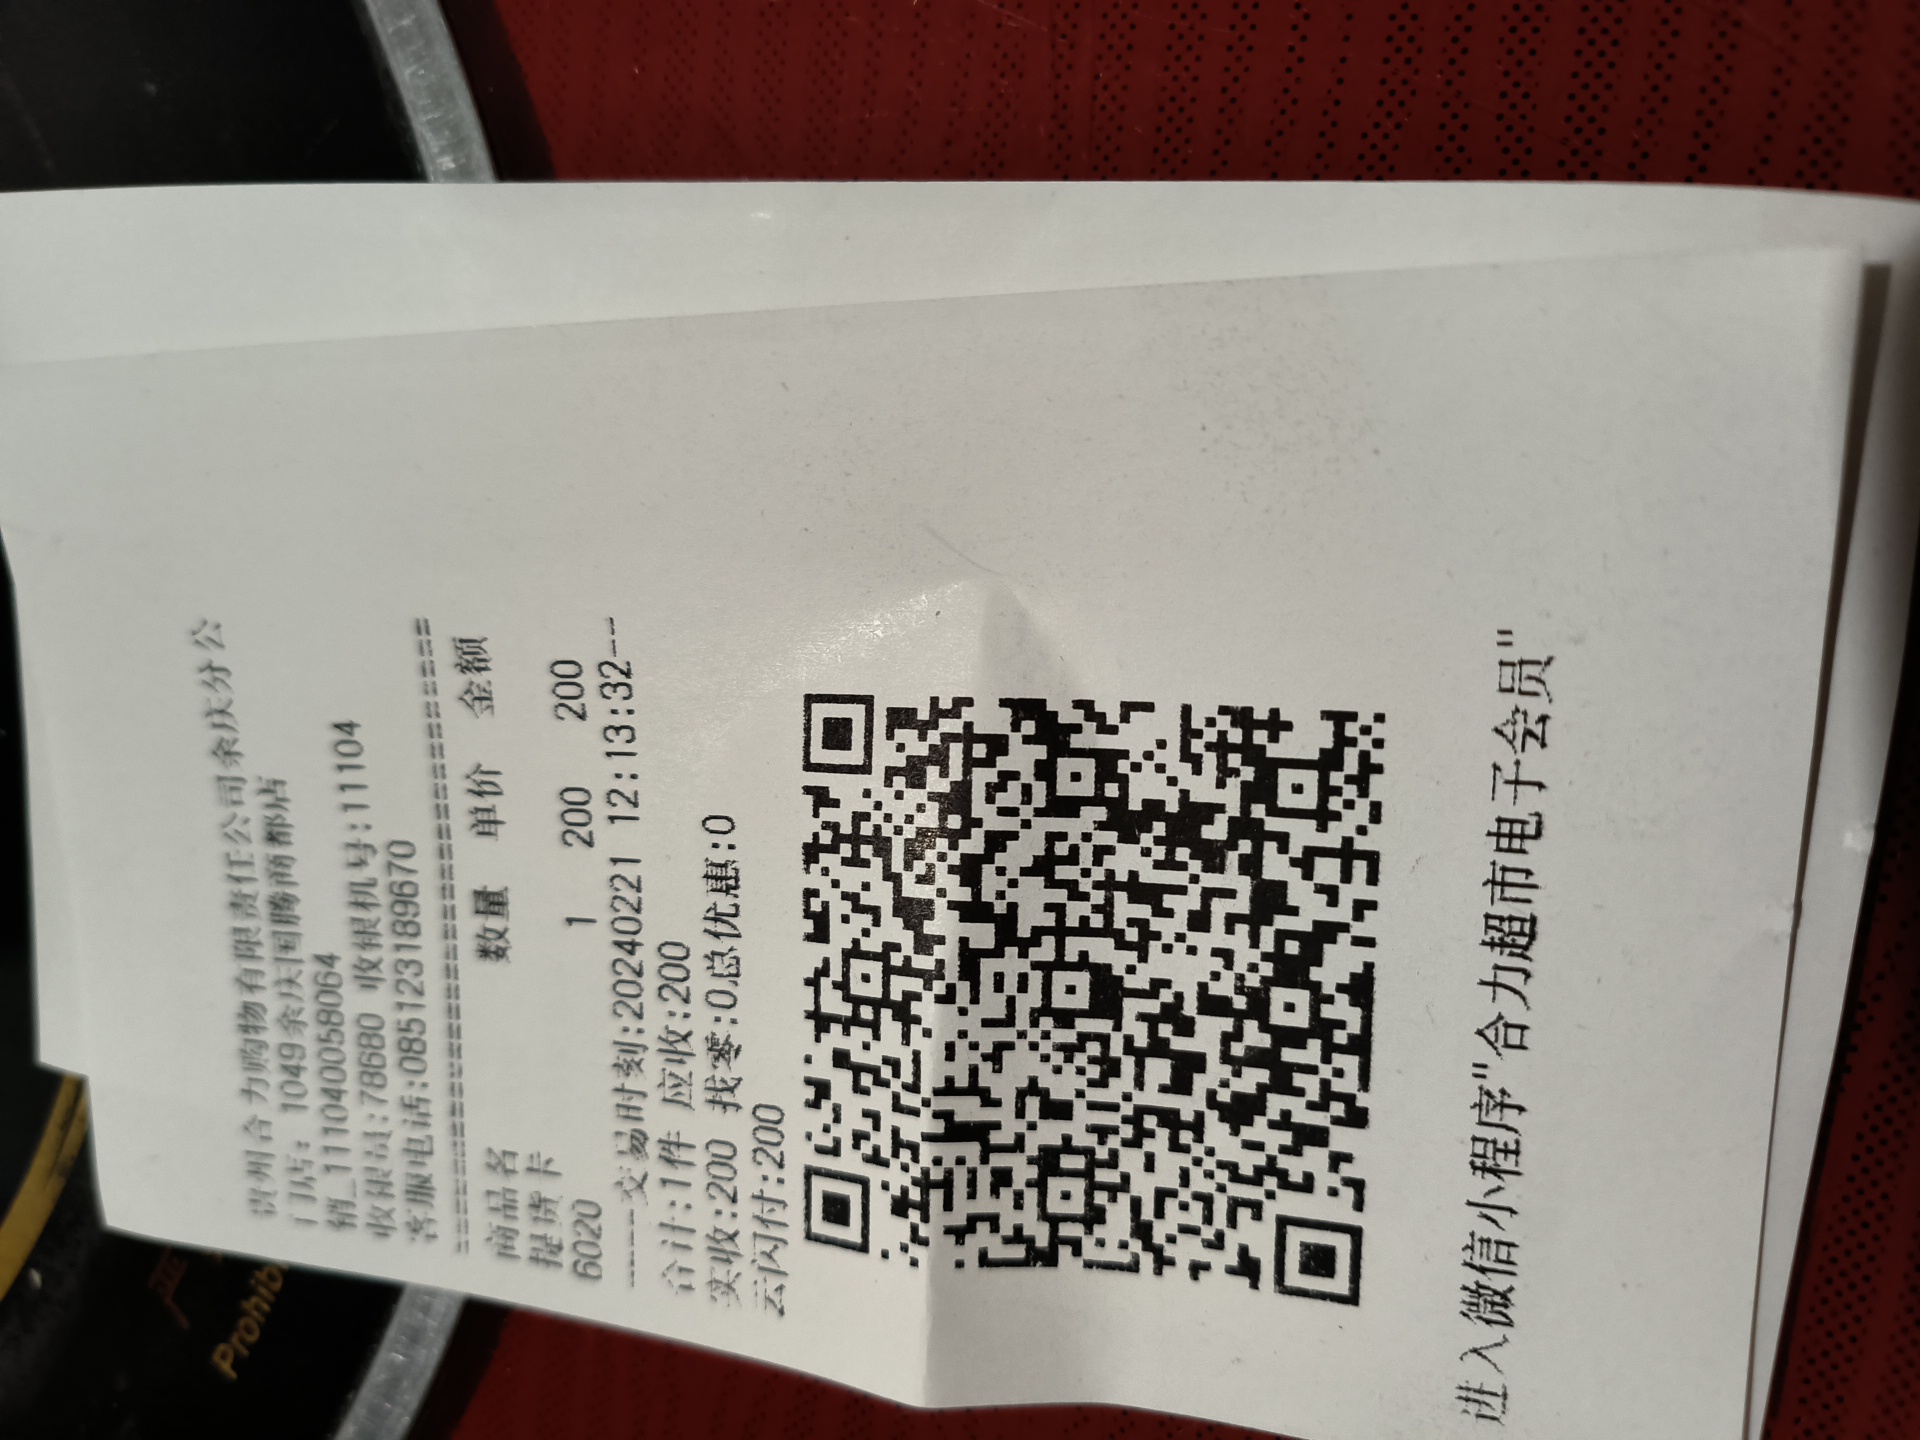 贵州合力购物有限责任公司余庆分公
门店: 1049余庆国腾商都店
销_11104005806 4
收银员:78680 收银机号:11104
客服电话:085123189670
================================
商品名 数量 单价 金额
提货卡
6020 1 200 200
----交易时刻:20240221 12:13:32--
合计:1件 应收:200
实收:200 找零:0总优惠:0
云闪付:200
进入微信小程序"合力超市电子会员"
Prohib